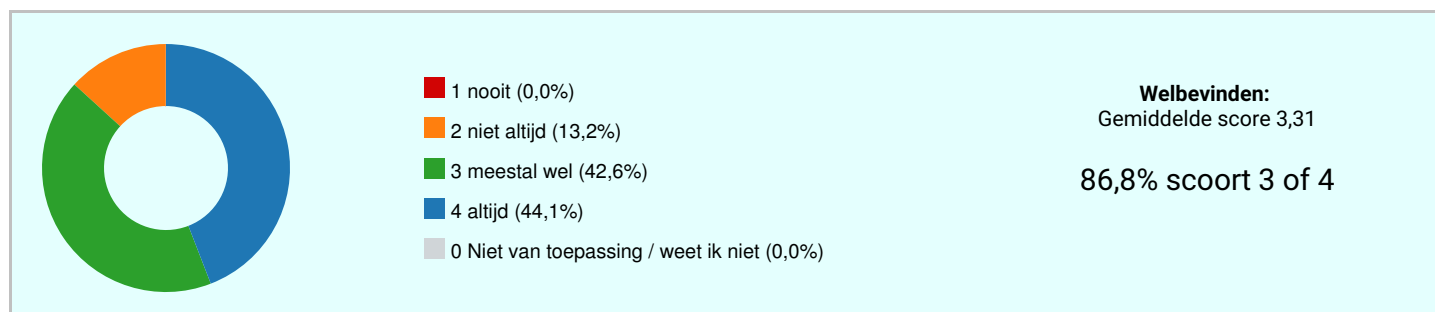 1 nooit (0,0%)
2 niet altijd (13,2%)
3 meestal wel (42,6%)
4 altijd (44,1%)
0 Niet van toepassing / weet ik niet (0,0%)
Welbevinden:
Gemiddelde score 3,31
86,8% scoort 3 of 4